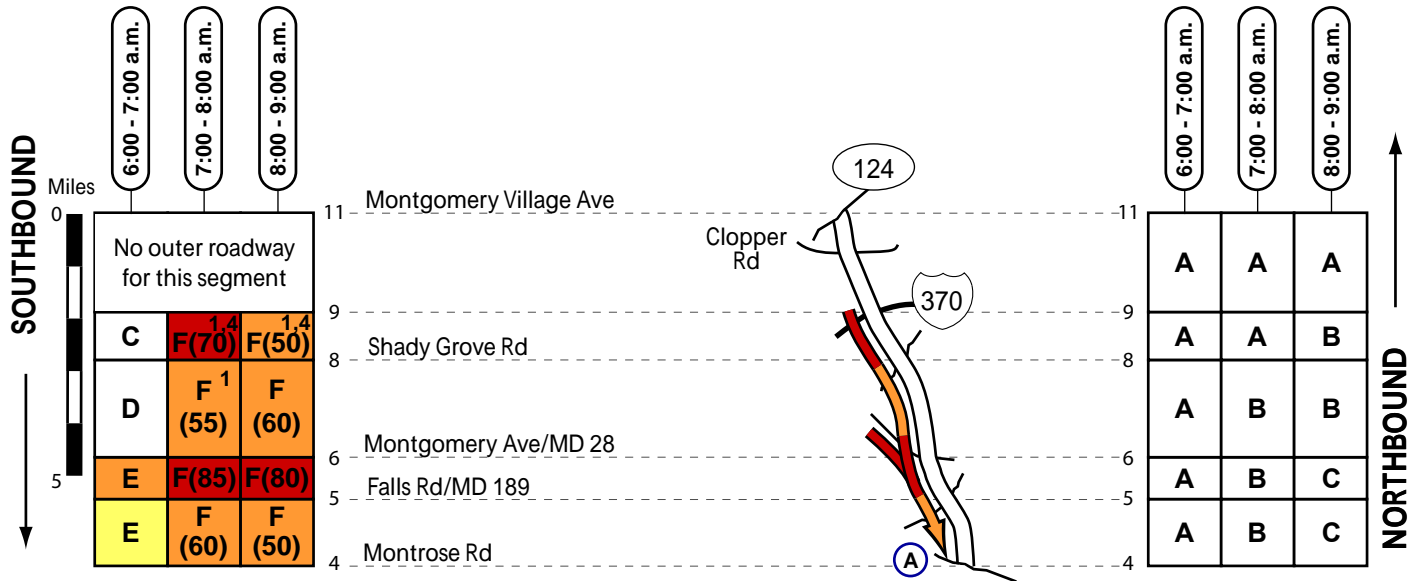 6:00 - 7:00 a.m.
7:00 - 8:00 a.m.
8:00 - 9:00 a.m.
6:00 - 7:00 a.m.
7:00 - 8:00 a.m.
8:00 - 9:00 a.m.
SOUTHBOUND
NORTHBOUND
Miles
0
5
No outer roadway
for this segment
C F(70) 1,4 F(50) 1,4
D F 1 (55) F (60)
E F(85) F(80)
E F (60) F (50)
11 Montgomery Village Ave 11
9 9
8 Shady Grove Rd 8
6 Montgomery Ave/MD 28 6
5 Falls Rd/MD 189 5
4 Montrose Rd 4
124
Clopper
Rd
370
A
A A A
A A B
A B B
A B C
A B C